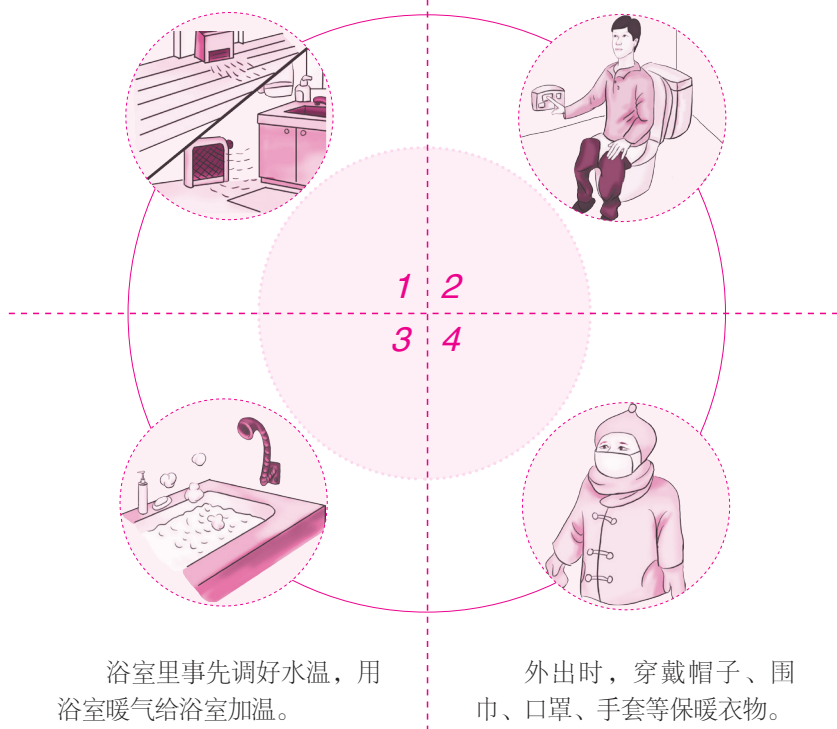 1 2
3 4
浴室里事先调好水温，用
浴室暖气给浴室加温。
外出时，穿戴帽子、围
巾、口罩、手套等保暖衣物。